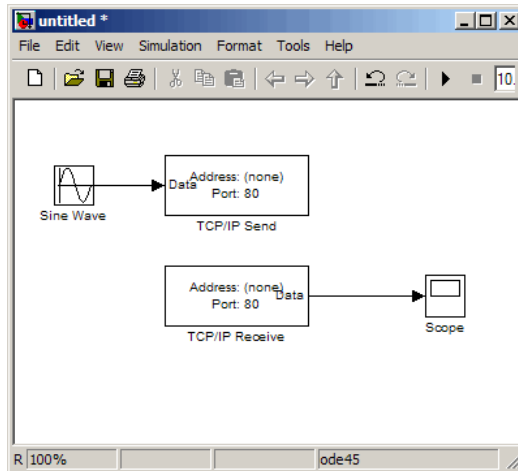 untitled *
File Edit View Simulation Format Tools Help
10.
Address: (none)
Data
Port: 80
Sine Wave
TCP/IP Send
Address: (none)
Data
Port: 80
TCP/IP Receive
Scope
R 100% ode45